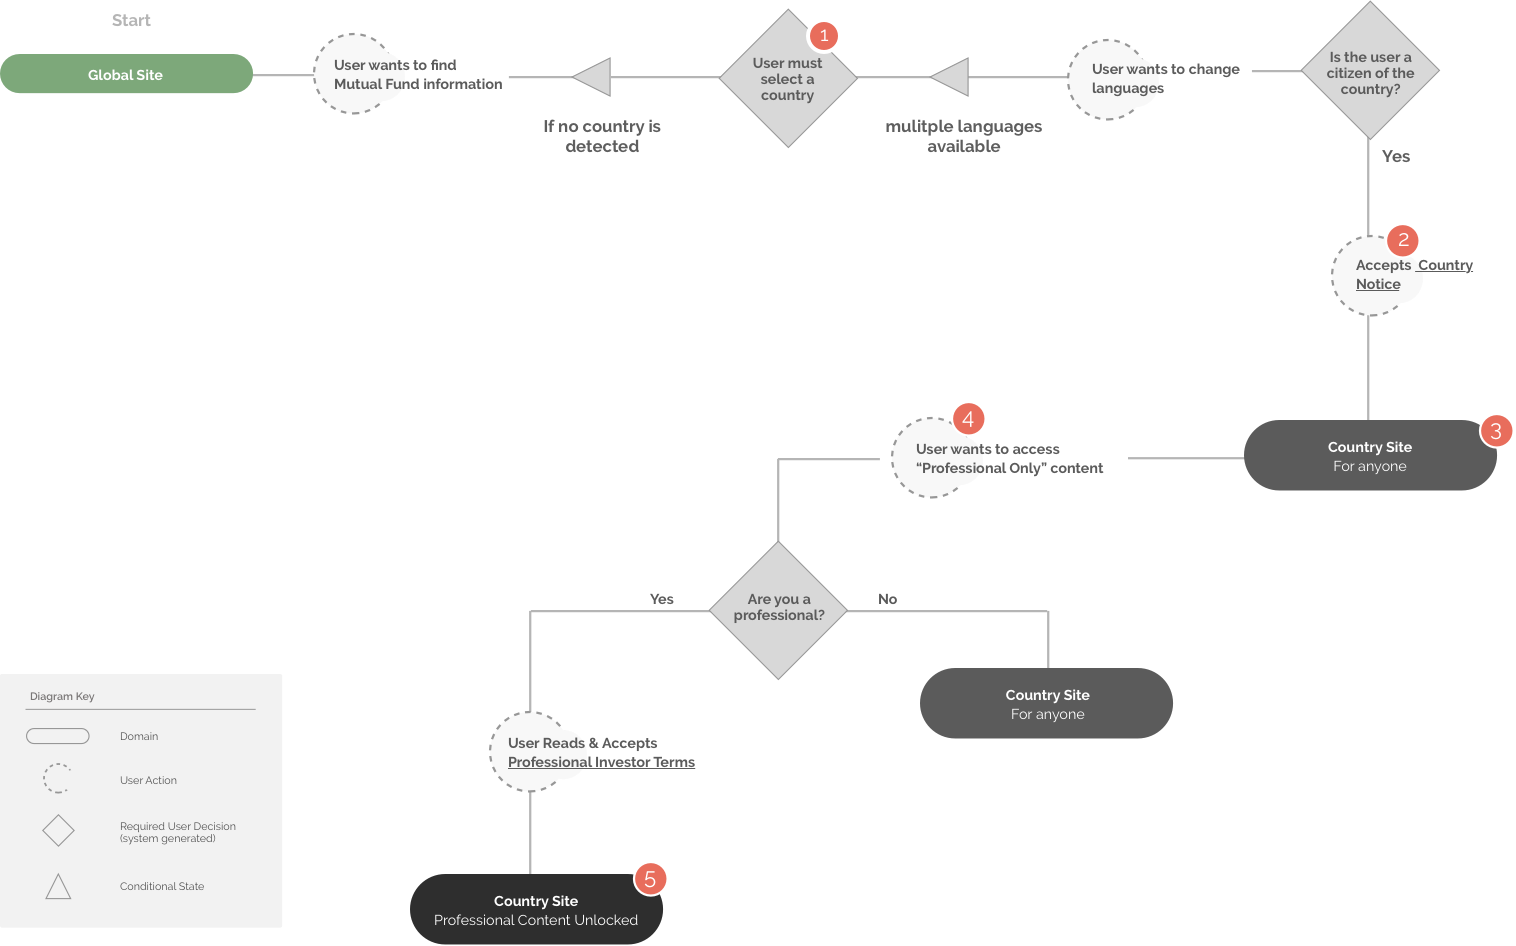 Start
Global Site
User wants to find
Mutual Fund information
If no country is
detected
1
User must
select a
country
mulitple languages
available
User wants to change
languages
Is the user a
citizen of the
country?
Yes
2
Accepts Country
Notice
3
Country Site
For anyone
4
User wants to access
“Professional Only” content
Are you a
professional?
Yes
No
Country Site
For anyone
User Reads & Accepts
Professional Investor Terms
5
Country Site
Professional Content Unlocked
Diagram Key
Domain
User Action
Required User Decision
(system generated)
Conditional State